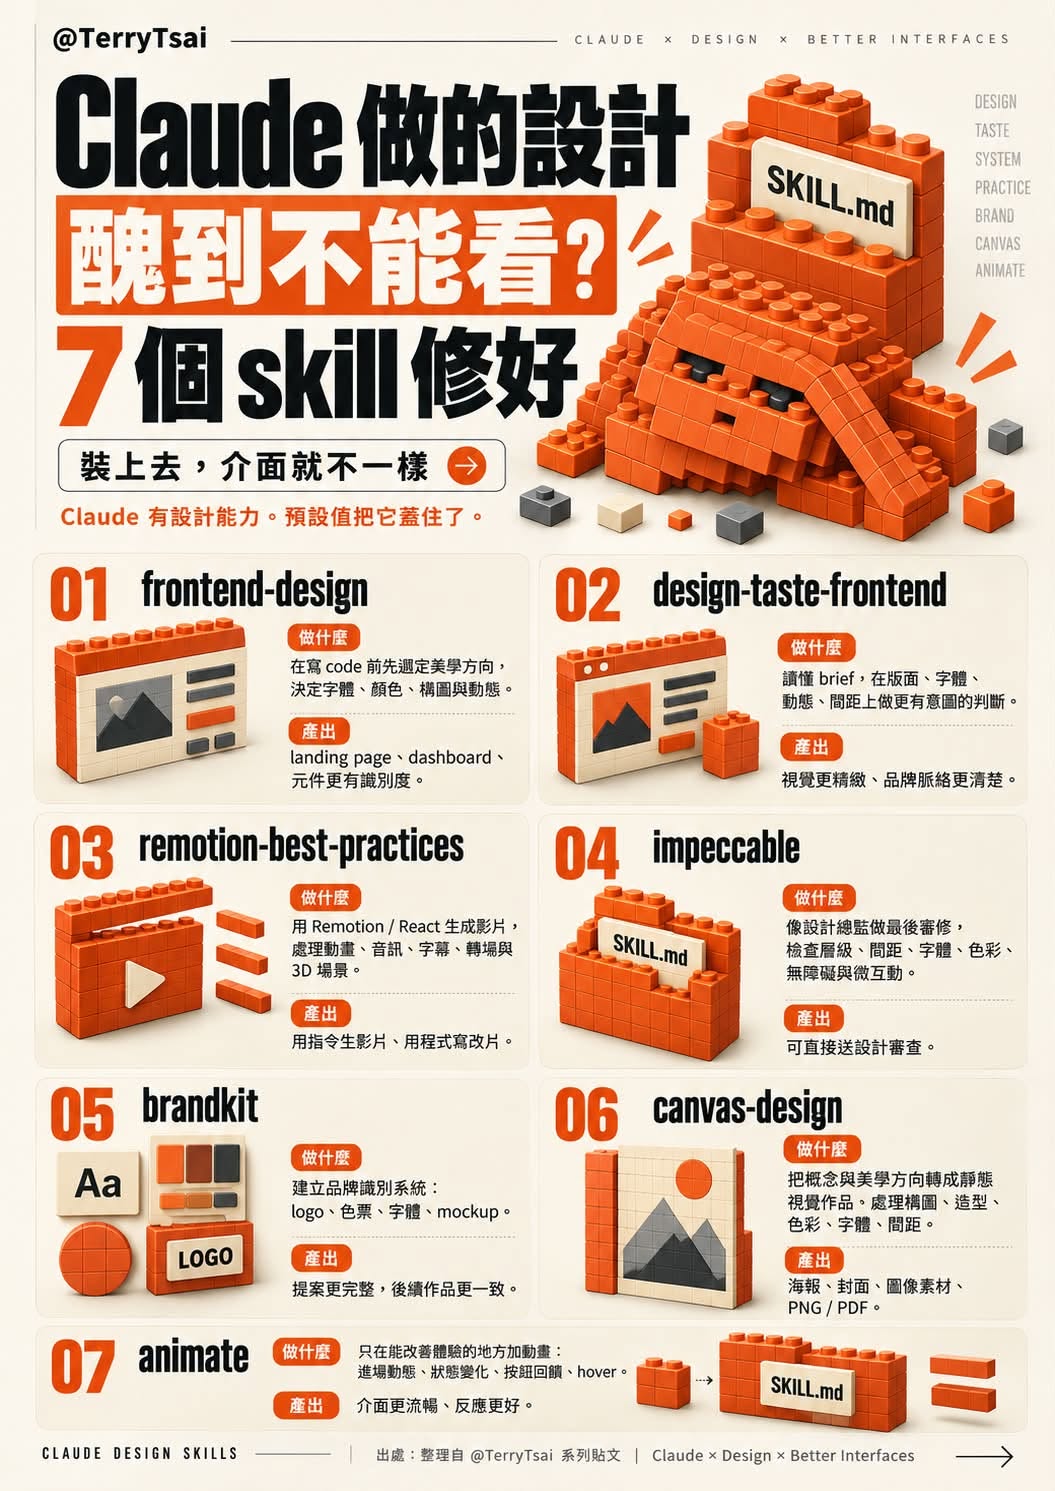 @TerryTsai
CLAUDE × DESIGN × BETTER INTERFACES
Claude 做的設計
醜到不能看?
7 個 skill 修好
裝上去，介面就不一樣
Claude 有設計能力。預設值把它蓋住了。
DESIGN
TASTE
SYSTEM
PRACTICE
BRAND
CANVAS
ANIMATE
SKILL.md
01 frontend-design
做什麼
在寫 code 前先選定美學方向，
決定字體、顏色、構圖與動態。
產出
landing page、dashboard、
元件更有識別度。
02 design-taste-frontend
做什麼
讀懂 brief，在版面、字體、
動態、間距上做更有意圖的判斷。
產出
視覺更精緻、品牌脈絡更清楚。
03 remotion-best-practices
做什麼
用 Remotion / React 生成影片，
處理動畫、音訊、字幕、轉場與
3D 場景。
產出
用指令生影片、用程式寫改片。
04 impeccable
SKILL.md
做什麼
像設計總監做最後審修，
檢查層級、間距、字體、色彩、
無障礙與微互動。
產出
可直接送設計審查。
05 brandkit
Aa
LOGO
做什麼
建立品牌識別系統：
logo、色票、字體、mockup。
產出
提案更完整，後續作品更一致。
06 canvas-design
做什麼
把概念與美學方向轉成靜態
視覺作品。處理構圖、造型、
色彩、字體、間距。
產出
海報、封面、圖像素材、
PNG / PDF。
07 animate
做什麼
只在能改善體驗的地方加動畫：
進場動態、狀態變化、按鈕回饋、hover。
產出
介面更流暢、反應更好。
SKILL.md
CLAUDE DESIGN SKILLS
出處：整理自 @TerryTsai 系列貼文 | Claude × Design × Better Interfaces